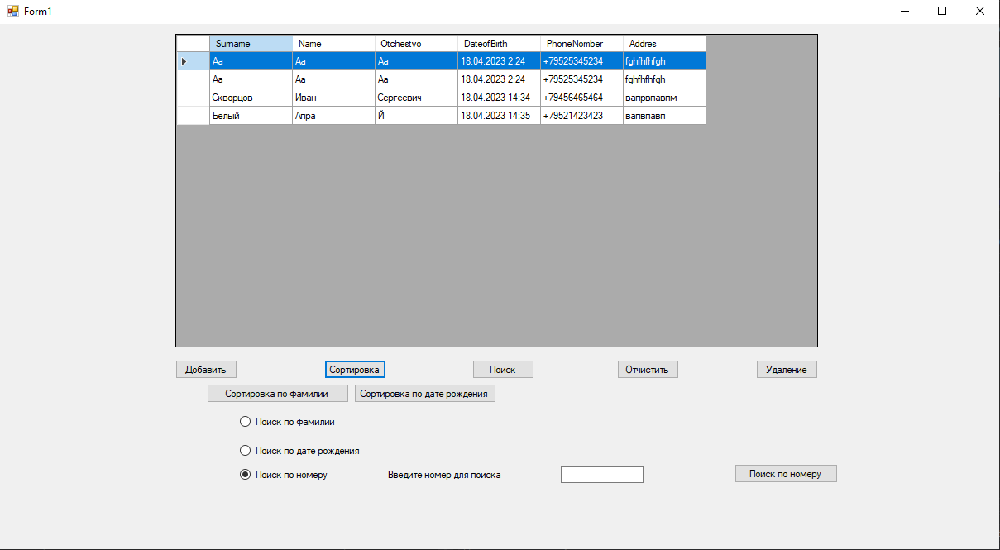 Form1
Surname Name Otchestvo DateofBirth PhoneNomber Addres
Aa Aa Aa 18.04.2023 2:24 +79525345234 fghfhfhfgh
Aa Aa Aa 18.04.2023 2:24 +79525345234 fghfhfhfgh
Скворцов Иван Сергеевич 18.04.2023 14:34 +79456465464 вапрвпавпм
Белый Апра Й 18.04.2023 14:35 +79521423423 вапвпавп
Добавить Сортировка Поиск Отчистить Удаление
Сортировка по фамилии Сортировка по дате рождения
Поиск по фамилии
Поиск по дате рождения
Поиск по номеру Введите номер для поиска Поиск по номеру